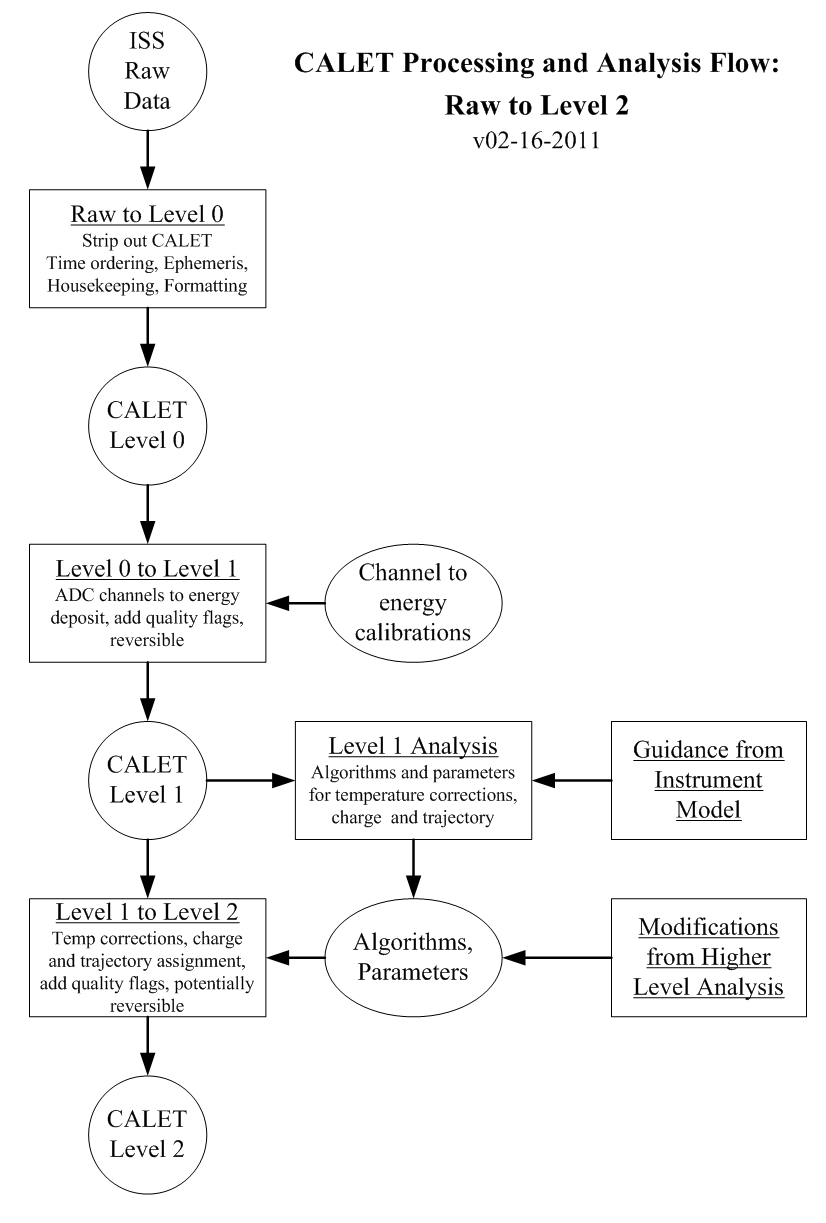 ISS
Raw
Data
CALET Processing and Analysis Flow:
Raw to Level 2
v02-16-2011
Raw to Level 0
Strip out CALET
Time ordering, Ephemeris,
Housekeeping, Formatting
CALET
Level 0
Level 0 to Level 1
ADC channels to energy
deposit, add quality flags,
reversible
Channel to
energy
calibrations
CALET
Level 1
Level 1 Analysis
Algorithms and parameters
for temperature corrections,
charge and trajectory
Guidance from
Instrument
Model
Level 1 to Level 2
Temp corrections, charge
and trajectory assignment,
add quality flags, potentially
reversible
Algorithms,
Parameters
Modifications
from Higher
Level Analysis
CALET
Level 2